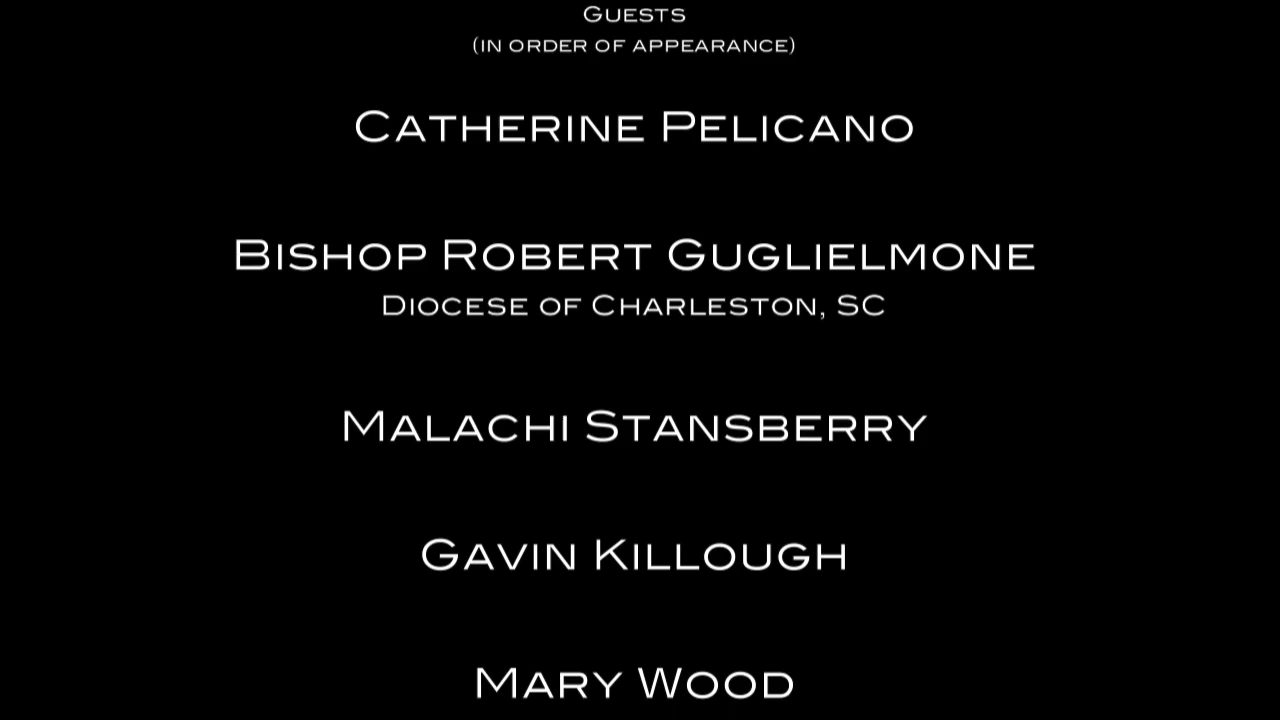 Guests
(in order of appearance)
Catherine Pelicano
Bishop Robert Guglielmone
Diocese of Charleston, SC
Malachi Stansberry
Gavin Killough
Mary Wood